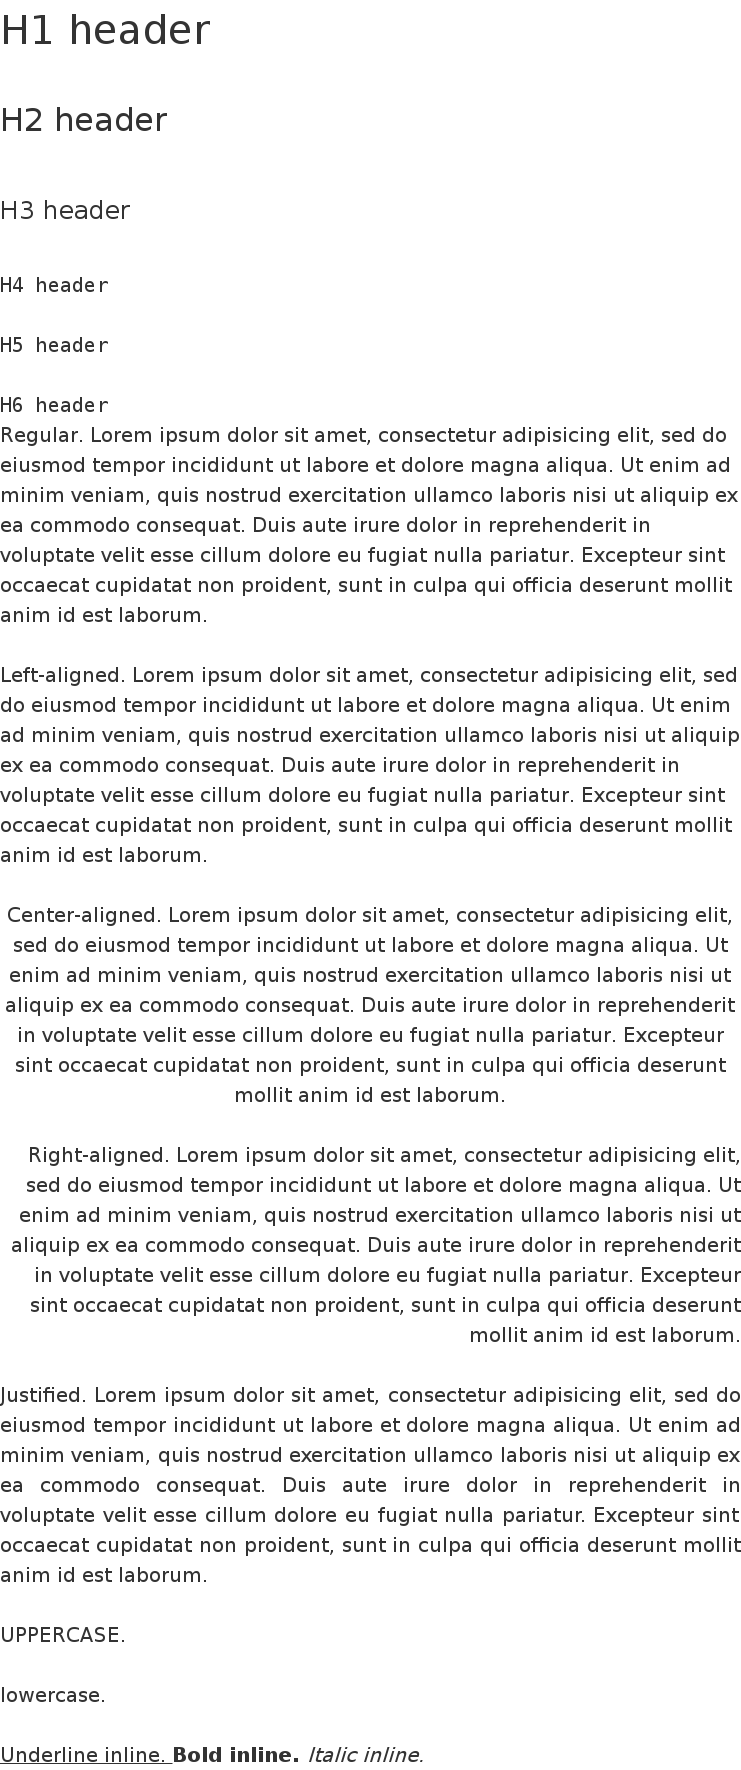 H1 header
H2 header
H3 header
H4 header
H5 header
H6 header
Regular. Lorem ipsum dolor sit amet, consectetur adipisicing elit, sed do
eiusmod tempor incididunt ut labore et dolore magna aliqua. Ut enim ad
minim veniam, quis nostrud exercitation ullamco laboris nisi ut aliquip ex
ea commodo consequat. Duis aute irure dolor in reprehenderit in
voluptate velit esse cillum dolore eu fugiat nulla pariatur. Excepteur sint
occaecat cupidatat non proident, sunt in culpa qui officia deserunt mollit
anim id est laborum.
Left-aligned. Lorem ipsum dolor sit amet, consectetur adipisicing elit, sed
do eiusmod tempor incididunt ut labore et dolore magna aliqua. Ut enim
ad minim veniam, quis nostrud exercitation ullamco laboris nisi ut aliquip
ex ea commodo consequat. Duis aute irure dolor in reprehenderit in
voluptate velit esse cillum dolore eu fugiat nulla pariatur. Excepteur sint
occaecat cupidatat non proident, sunt in culpa qui officia deserunt mollit
anim id est laborum.
Center-aligned. Lorem ipsum dolor sit amet, consectetur adipisicing elit,
sed do eiusmod tempor incididunt ut labore et dolore magna aliqua. Ut
enim ad minim veniam, quis nostrud exercitation ullamco laboris nisi ut
aliquip ex ea commodo consequat. Duis aute irure dolor in reprehenderit
in voluptate velit esse cillum dolore eu fugiat nulla pariatur. Excepteur
sint occaecat cupidatat non proident, sunt in culpa qui officia deserunt
mollit anim id est laborum.
Right-aligned. Lorem ipsum dolor sit amet, consectetur adipisicing elit,
sed do eiusmod tempor incididunt ut labore et dolore magna aliqua. Ut
enim ad minim veniam, quis nostrud exercitation ullamco laboris nisi ut
aliquip ex ea commodo consequat. Duis aute irure dolor in reprehenderit
in voluptate velit esse cillum dolore eu fugiat nulla pariatur. Excepteur
sint occaecat cupidatat non proident, sunt in culpa qui officia deserunt
mollit anim id est laborum.
Justified. Lorem ipsum dolor sit amet, consectetur adipisicing elit, sed do
eiusmod tempor incididunt ut labore et dolore magna aliqua. Ut enim ad
minim veniam, quis nostrud exercitation ullamco laboris nisi ut aliquip ex
ea commodo consequat. Duis aute irure dolor in reprehenderit in
voluptate velit esse cillum dolore eu fugiat nulla pariatur. Excepteur sint
occaecat cupidatat non proident, sunt in culpa qui officia deserunt mollit
anim id est laborum.
UPPERCASE.
lowercase.
Underline inline. Bold inline. Italic inline.